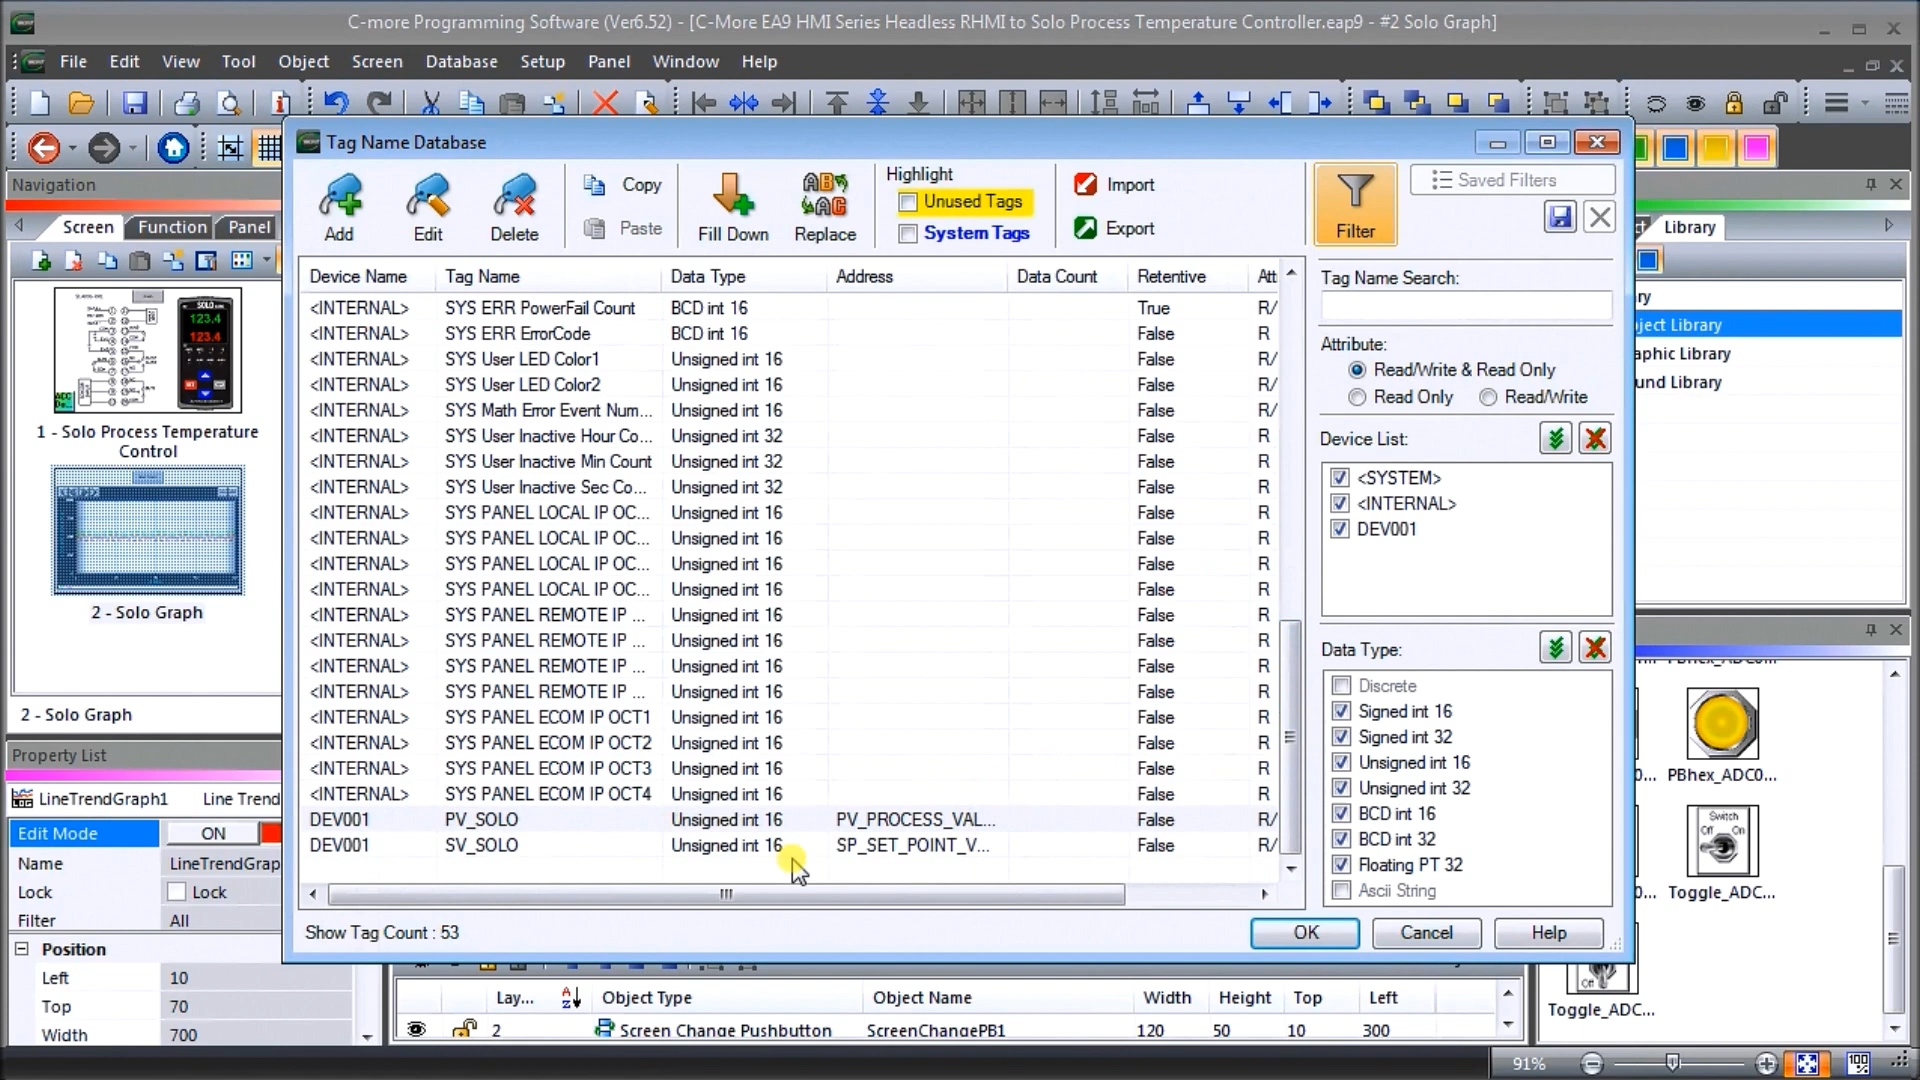 C-more Programming Software (Ver6.52) - [C-More EA9 HMI Series Headless RHMI to Solo Process Temperature Controller.eap9 - #2 Solo Graph]
File Edit View Tool Object Screen Database Setup Panel Window Help
Tag Name Database
Navigation
Screen Function Panel
Add Edit Delete Copy Paste Fill Down Replace
Highlight
Unused Tags
System Tags
Import
Export
Filter
Saved Filters
Library
Device Name Tag Name Data Type Address Data Count Retentive Att
<INTERNAL> SYS ERR PowerFail Count BCD int 16 True R/
<INTERNAL> SYS ERR ErrorCode BCD int 16 False R
<INTERNAL> SYS User LED Color1 Unsigned int 16 False R/
<INTERNAL> SYS User LED Color2 Unsigned int 16 False R/
<INTERNAL> SYS Math Error Event Num... Unsigned int 16 False R/
<INTERNAL> SYS User Inactive Hour Co... Unsigned int 32 False R
<INTERNAL> SYS User Inactive Min Count Unsigned int 32 False R
<INTERNAL> SYS User Inactive Sec Co... Unsigned int 32 False R
<INTERNAL> SYS PANEL LOCAL IP OC... Unsigned int 16 False R
<INTERNAL> SYS PANEL LOCAL IP OC... Unsigned int 16 False R
<INTERNAL> SYS PANEL LOCAL IP OC... Unsigned int 16 False R
<INTERNAL> SYS PANEL LOCAL IP OC... Unsigned int 16 False R
<INTERNAL> SYS PANEL REMOTE IP ... Unsigned int 16 False R
<INTERNAL> SYS PANEL REMOTE IP ... Unsigned int 16 False R
<INTERNAL> SYS PANEL REMOTE IP ... Unsigned int 16 False R
<INTERNAL> SYS PANEL REMOTE IP ... Unsigned int 16 False R
<INTERNAL> SYS PANEL ECOM IP OCT1 Unsigned int 16 False R
<INTERNAL> SYS PANEL ECOM IP OCT2 Unsigned int 16 False R
<INTERNAL> SYS PANEL ECOM IP OCT3 Unsigned int 16 False R
<INTERNAL> SYS PANEL ECOM IP OCT4 Unsigned int 16 False R
DEV001 PV_SOLO Unsigned int 16 PV_PROCESS_VAL... False R/
DEV001 SV_SOLO Unsigned int 16 SP_SET_POINT_V... False R/
Show Tag Count : 53
OK Cancel Help
Tag Name Search:
Attribute:
Read/Write & Read Only
Read Only Read/Write
Device List:
<SYSTEM>
<INTERNAL>
DEV001
Data Type:
Discrete
Signed int 16
Signed int 32
Unsigned int 16
Unsigned int 32
BCD int 16
BCD int 32
Floating PT 32
Ascii String
SOLO
123.4
123.4
1 - Solo Process Temperature
Control
2 - Solo Graph
2 - Solo Graph
Property List
LineTrendGraph1 Line Trend
Edit Mode ON
Name LineTrendGrap
Lock Lock
Filter All
Position
Left 10
Top 70
Width 700
Lay... Object Type Object Name Width Height Top Left
2 Screen Change Pushbutton ScreenChangePB1 120 50 10 300
ry
ject Library
aphic Library
und Library
PBhex_ADC0...
PBhex_ADC0...
Switch
Off On
Toggle_ADC...
Off
Toggle_ADC...
91%
100